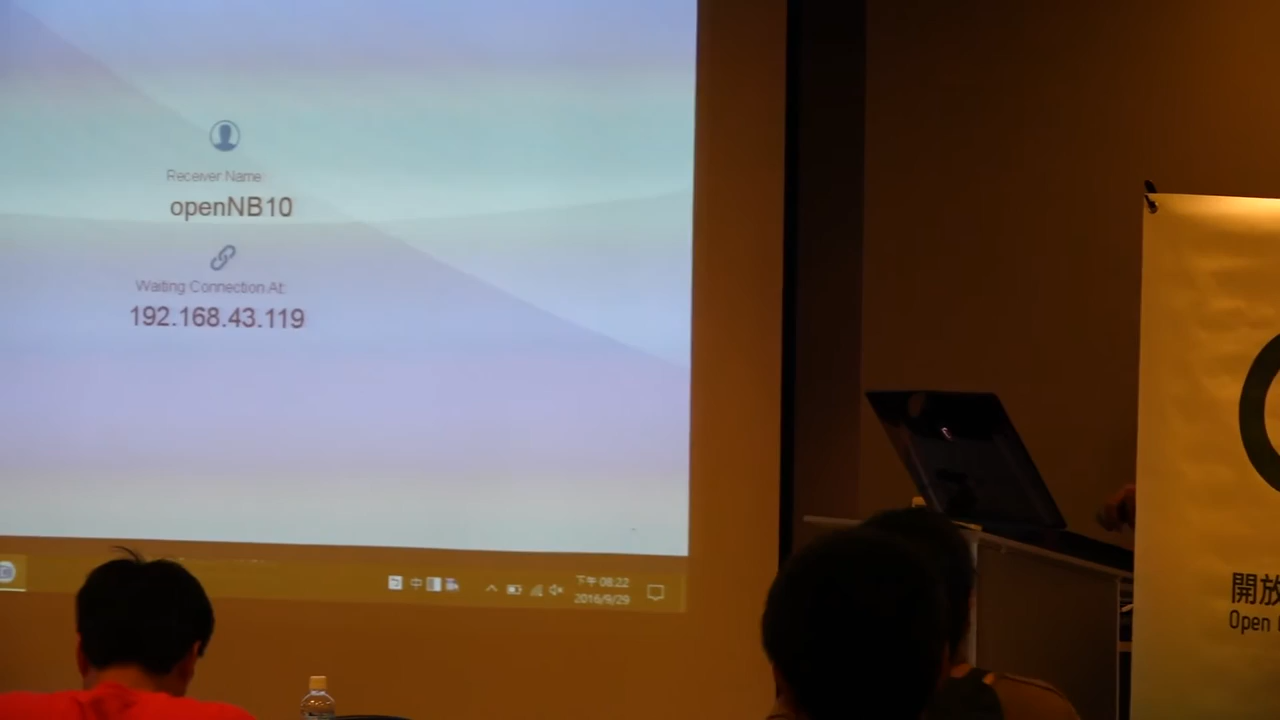 Receiver Name:
openNB10
Waiting Connection At:
192.168.43.119
中
下午 08:22
2016/9/29
開放
Open